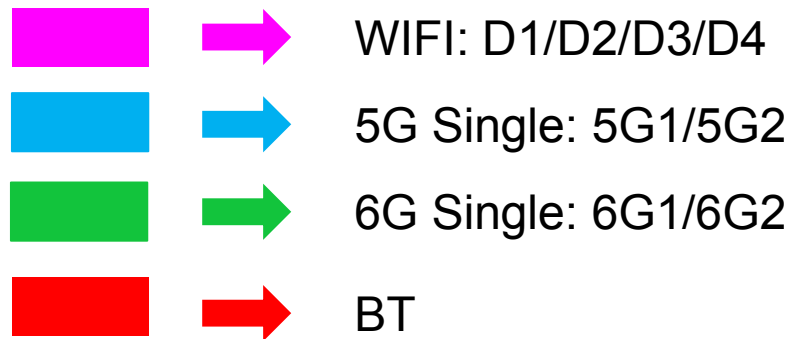 WIFI: D1/D2/D3/D4
5G Single: 5G1/5G2
6G Single: 6G1/6G2
BT